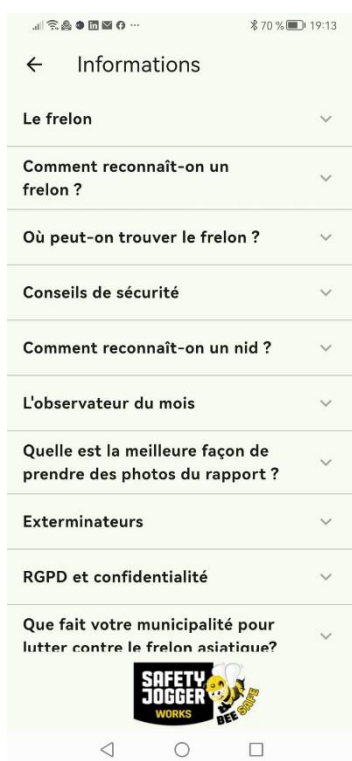 70 % 19:13
Informations
Le frelon
Comment reconnaît-on un
frelon ?
Où peut-on trouver le frelon ?
Conseils de sécurité
Comment reconnaît-on un nid ?
L'observateur du mois
Quelle est la meilleure façon de
prendre des photos du rapport ?
Exterminateurs
RGPD et confidentialité
Que fait votre municipalité pour
lutter contre le frelon asiatique?
SAFETY
JOGGER
WORKS
BEE SAFE